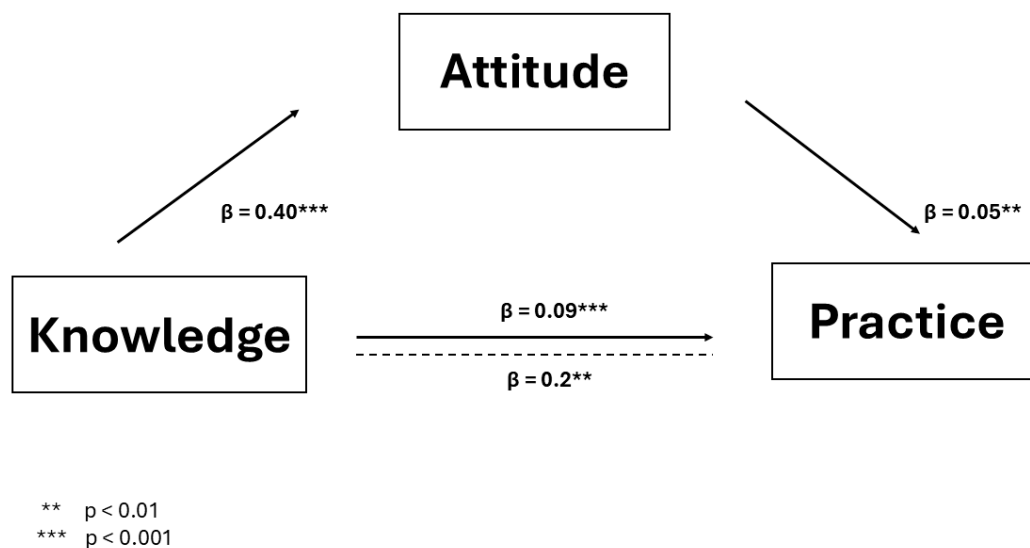 Attitude
β = 0.40***
β = 0.05**
Knowledge
β = 0.09***
β = 0.2**
Practice
** p < 0.01
*** p < 0.001